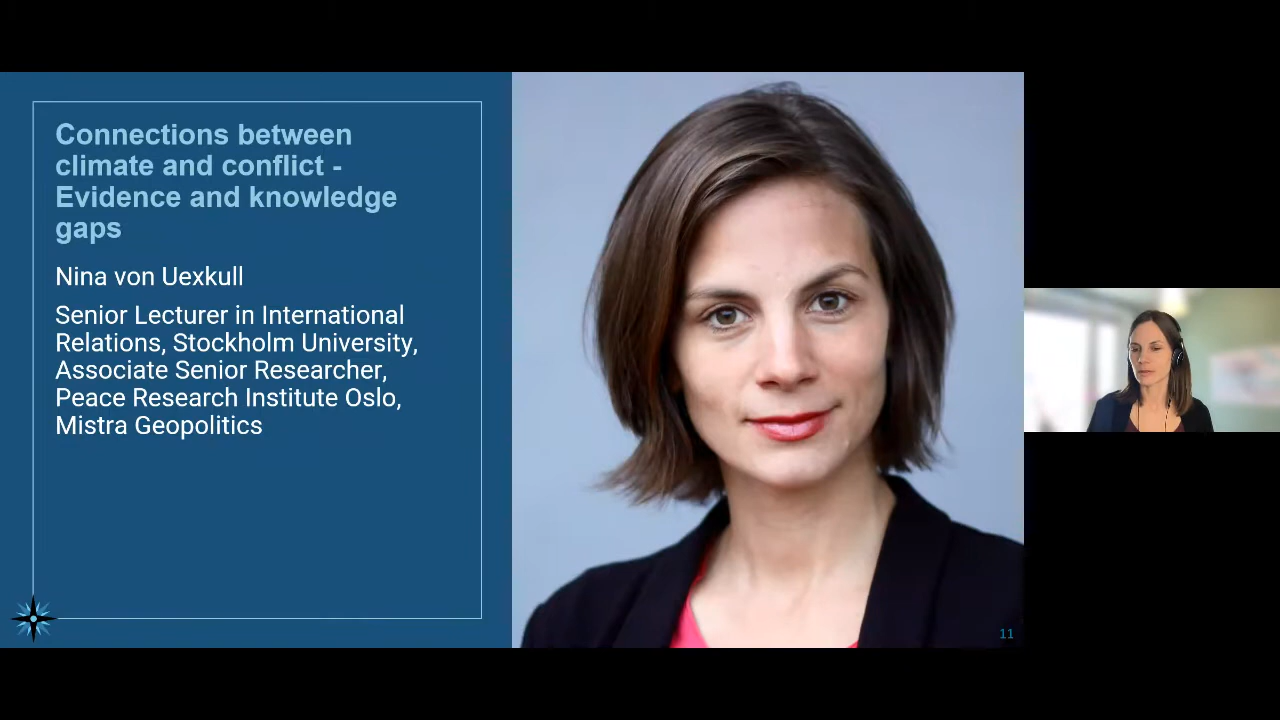 Connections between
climate and conflict -
Evidence and knowledge
gaps
Nina von Uexkull
Senior Lecturer in International
Relations, Stockholm University,
Associate Senior Researcher,
Peace Research Institute Oslo,
Mistra Geopolitics
11